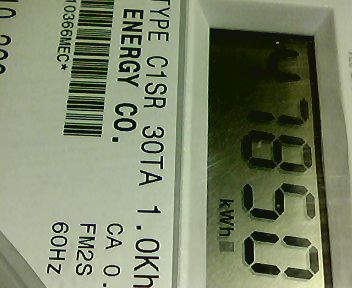 47850
kWh
TYPE C1SR 30TA 1.0Kh
ENERGY CO. CA 0.
FM2S
10366MEC* 60HZ